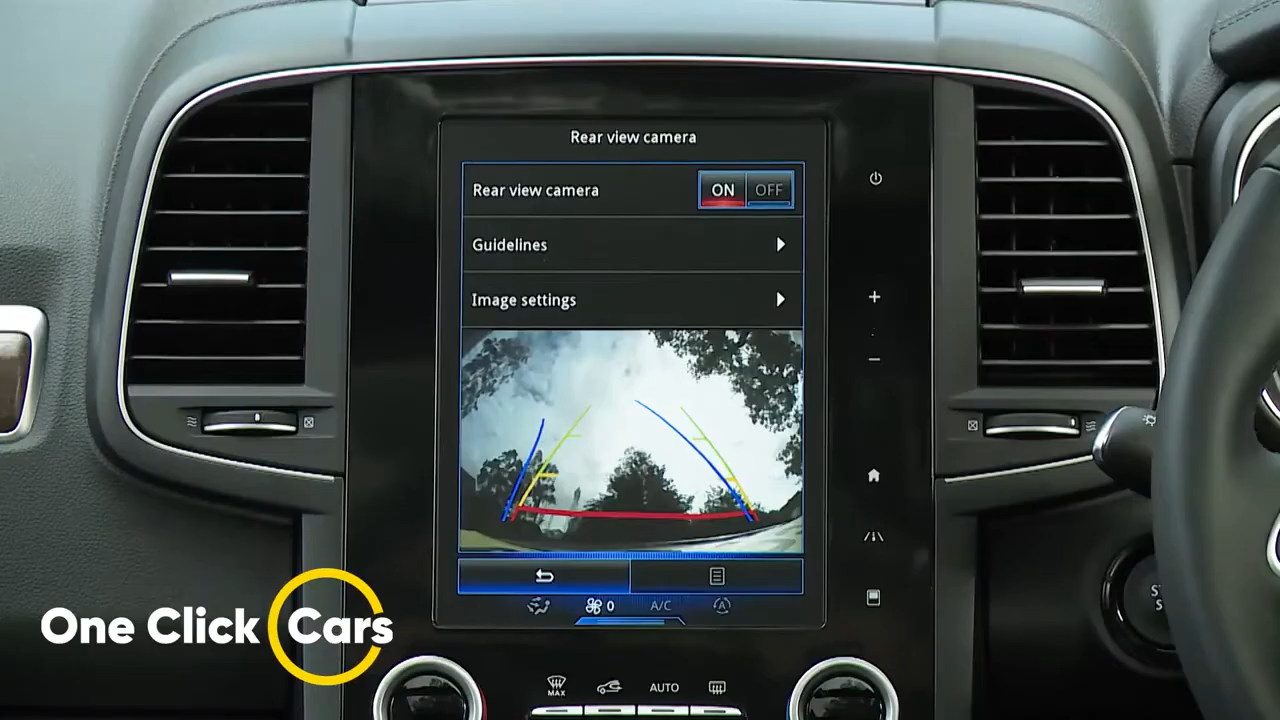 Rear view camera
Rear view camera ON OFF
Guidelines
Image settings
0 A/C A
One Click Cars
MAX AUTO